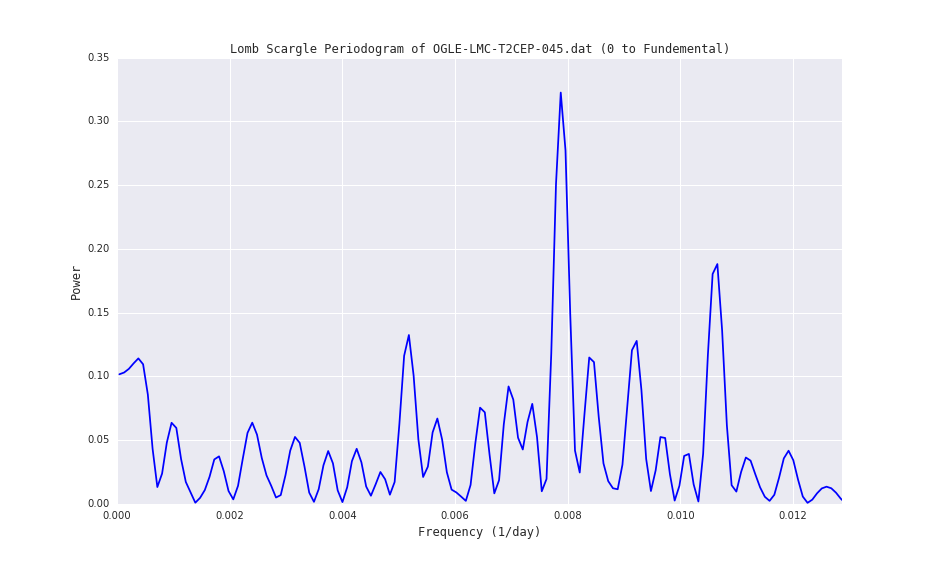 Lomb Scargle Periodogram of OGLE-LMC-T2CEP-045.dat (0 to Fundemental)
0.35
0.30
0.25
0.20
0.15
0.10
0.05
0.00
Power
0.000 0.002 0.004 0.006 0.008 0.010 0.012
Frequency (1/day)